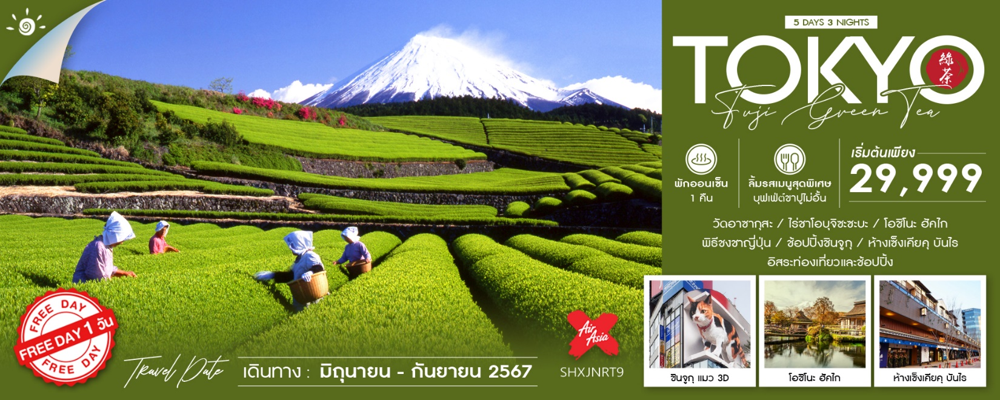 5 DAYS 3 NIGHTS
TOKYO
緑茶
Fuji Green Tea
พักออนเซ็น
1 คืน
ลิ้มรสเมนูสุดพิเศษ
บุฟเฟ่ต์ขาปูไม่อั้น
เริ่มต้นเพียง
29,999
วัดอาซากุสะ / ไร่ชาโอบุจิซะซะบะ / โอชิโนะ ฮัคไก
พิธีชงชาญี่ปุ่น / ช้อปปิ้งชินจูกุ / ห้างเซ็งเคียคุ บันไร
อิสระท่องเที่ยวและช้อปปิ้ง
ชินจูกุ แมว 3D
โอชิโนะ ฮัคไก
ห้างเซ็งเคียคุ บันไร
FREE DAY
FREE DAY 1 วัน
FREE DAY
Travel Date
เดินทาง : มิถุนายน - กันยายน 2567
Air
Asia
SHXJNRT9